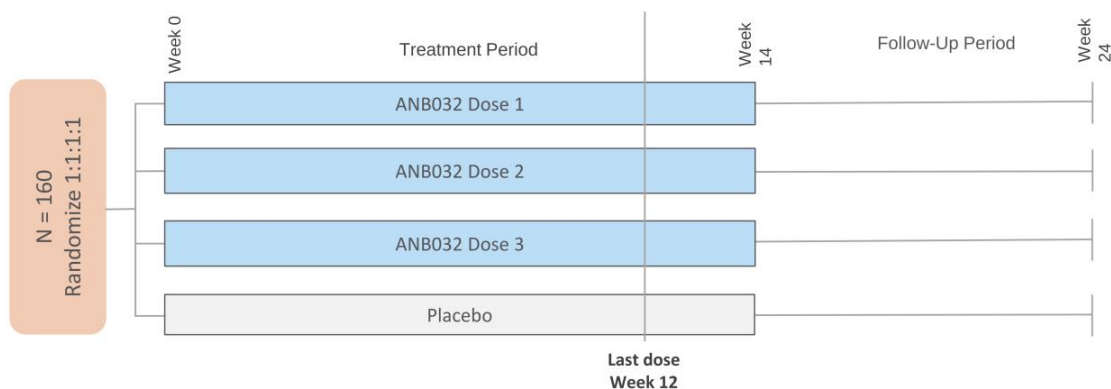 Week 0
Treatment Period
Week
14
Follow-Up Period
Week
24
N = 160
Randomize 1:1:1:1
ANB032 Dose 1
ANB032 Dose 2
ANB032 Dose 3
Placebo
Last dose
Week 12